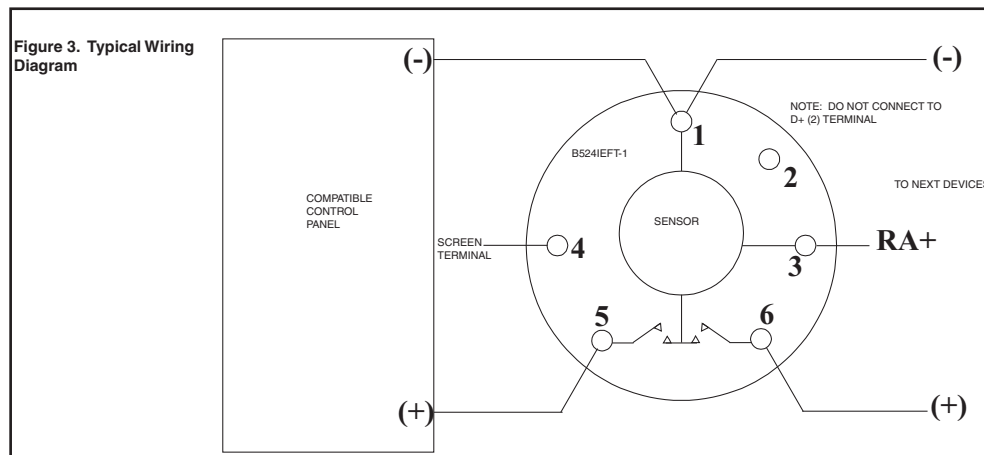 Figure 3. Typical Wiring
Diagram
(-)
(-)
NOTE: DO NOT CONNECT TO
D+ (2) TERMINAL
1
B524IEFT-1
2
TO NEXT DEVICES
COMPATIBLE
CONTROL
PANEL
SENSOR
SCREEN
TERMINAL
4
3
RA+
5
6
(+)
(+)